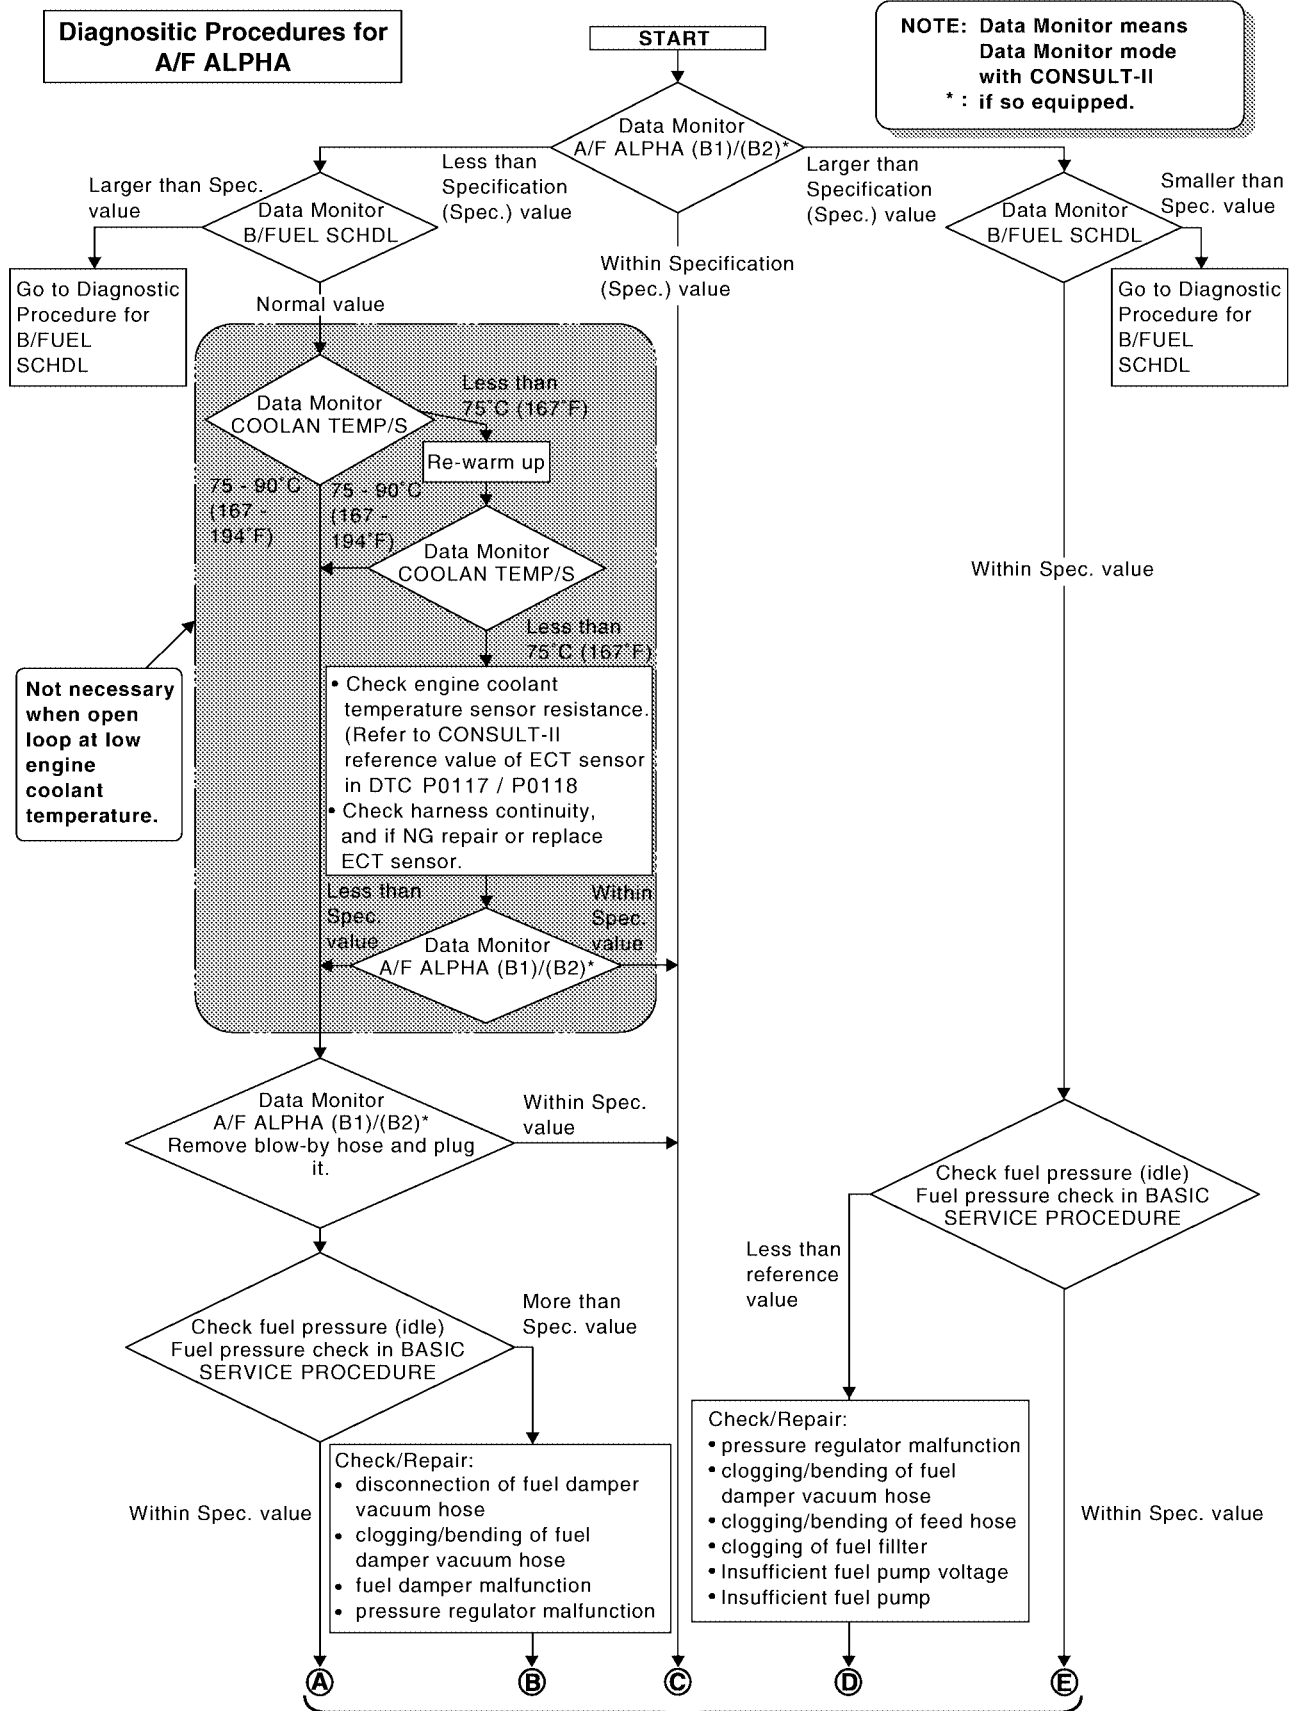 Diagnositic Procedures for
A/F ALPHA
START
NOTE: Data Monitor means
Data Monitor mode
with CONSULT-II
* : if so equipped.
Data Monitor
A/F ALPHA (B1)/(B2)*
Less than
Specification
(Spec.) value
Larger than
Specification
(Spec.) value
Larger than Spec.
value
Data Monitor
B/FUEL SCHDL
Data Monitor
B/FUEL SCHDL
Smaller than
Spec. value
Within Specification
(Spec.) value
Go to Diagnostic
Procedure for
B/FUEL
SCHDL
Normal value
Go to Diagnostic
Procedure for
B/FUEL
SCHDL
Data Monitor
COOLAN TEMP/S
Less than
75˚C (167˚F)
Re-warm up
75 - 90˚C
(167 -
194˚F)
75 - 90˚C
(167 -
194˚F)
Data Monitor
COOLAN TEMP/S
Within Spec. value
Less than
75˚C (167˚F)
Not necessary
when open
loop at low
engine
coolant
temperature.
• Check engine coolant
temperature sensor resistance.
(Refer to CONSULT-II
reference value of ECT sensor
in DTC P0117 / P0118
• Check harness continuity,
and if NG repair or replace
ECT sensor.
Less than
Spec.
value
Within
Spec.
value
Data Monitor
A/F ALPHA (B1)/(B2)*
Data Monitor
A/F ALPHA (B1)/(B2)*
Remove blow-by hose and plug
it.
Within Spec.
value
Check fuel pressure (idle)
Fuel pressure check in BASIC
SERVICE PROCEDURE
Less than
reference
value
More than
Spec. value
Check fuel pressure (idle)
Fuel pressure check in BASIC
SERVICE PROCEDURE
Within Spec. value
Check/Repair:
• disconnection of fuel damper
vacuum hose
• clogging/bending of fuel
damper vacuum hose
• fuel damper malfunction
• pressure regulator malfunction
Check/Repair:
• pressure regulator malfunction
• clogging/bending of fuel
damper vacuum hose
• clogging/bending of feed hose
• clogging of fuel fillter
• Insufficient fuel pump voltage
• Insufficient fuel pump
Within Spec. value
A B C D E